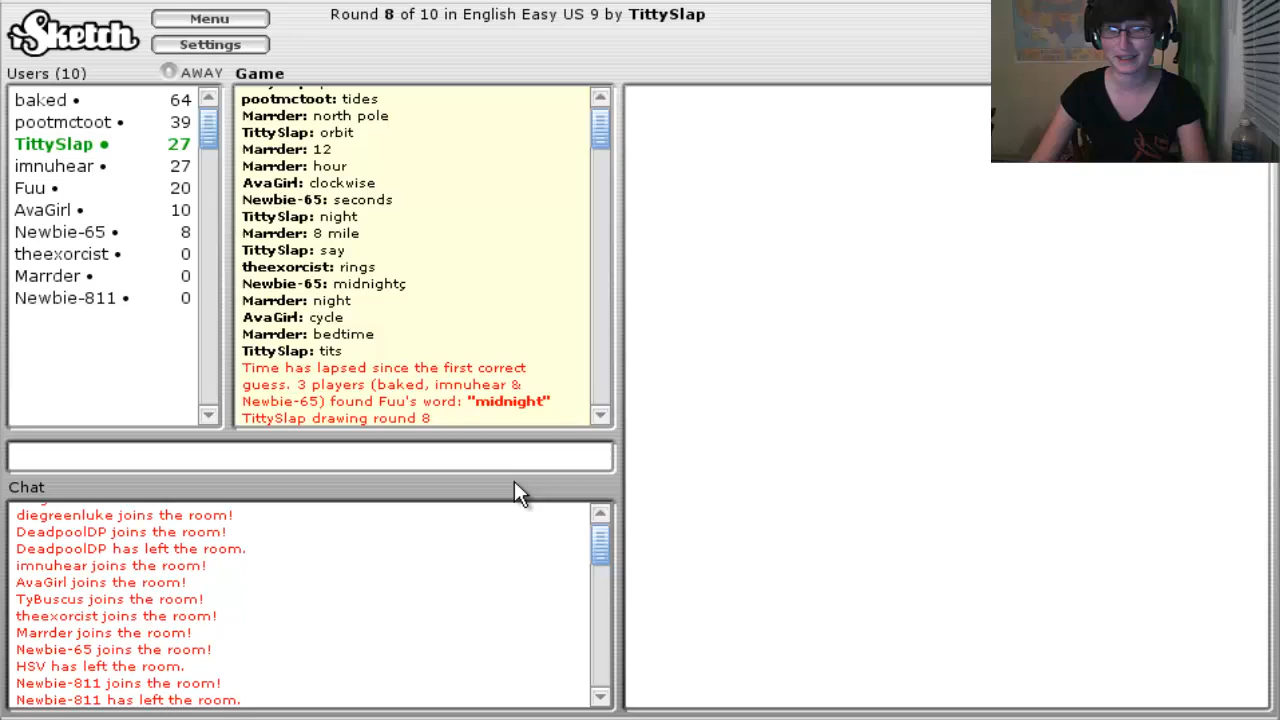 iSketch
Menu
Settings
Round 8 of 10 in English Easy US 9 by TittySlap
Users (10)
AWAY
Game
baked • 64
pootmctoot • 39
TittySlap • 27
imnuhear • 27
Fuu • 20
AvaGirl • 10
Newbie-65 • 8
theexorcist • 0
Marrder • 0
Newbie-811 • 0
pootmctoot: tides
Marrder: north pole
TittySlap: orbit
Marrder: 12
Marrder: hour
AvaGirl: clockwise
Newbie-65: seconds
TittySlap: night
Marrder: 8 mile
TittySlap: say
theexorcist: rings
Newbie-65: midnightç
Marrder: night
AvaGirl: cycle
Marrder: bedtime
TittySlap: tits
Time has lapsed since the first correct
guess. 3 players (baked, imnuhear &
Newbie-65) found Fuu's word: "midnight"
TittySlap drawing round 8
Chat
diegreenluke joins the room!
DeadpoolDP joins the room!
DeadpoolDP has left the room.
imnuhear joins the room!
AvaGirl joins the room!
TyBuscus joins the room!
theexorcist joins the room!
Marrder joins the room!
Newbie-65 joins the room!
HSV has left the room.
Newbie-811 joins the room!
Newbie-811 has left the room.